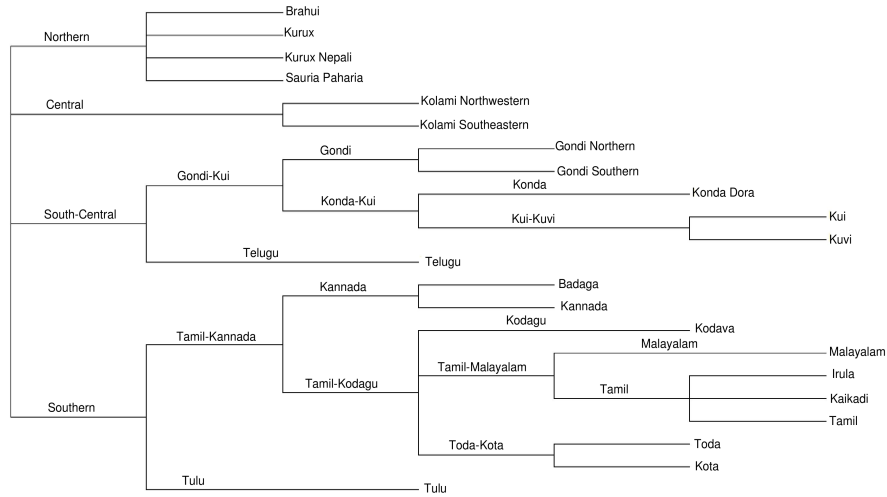 Brahui
Northern
Kurux
Kurux Nepali
Sauria Paharia
Central
Kolami Northwestern
Kolami Southeastern
Gondi
Gondi Northern
Gondi Southern
Gondi-Kui
Konda
Konda Dora
Konda-Kui
South-Central
Kui-Kuvi
Kui
Kuvi
Telugu
Telugu
Kannada
Badaga
Kannada
Tamil-Kannada
Kodagu
Kodava
Malayalam
Malayalam
Tamil-Malayalam
Irula
Tamil-Kodagu
Tamil
Kaikadi
Southern
Tamil
Toda-Kota
Toda
Kota
Tulu
Tulu